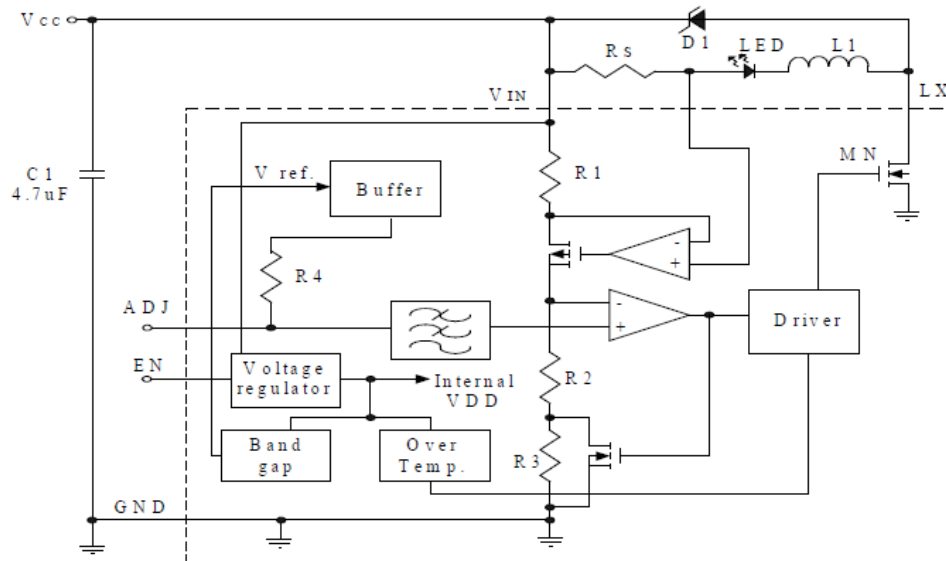 Vcc
D1
LED
L1
Rs
VIN
LX
C1
4.7uF
V ref.
Buffer
R1
MN
-
+
R4
ADJ
-
+
Driver
EN
Voltage
regulator
Internal
VDD
R2
Band
gap
Over
Temp.
R3
GND